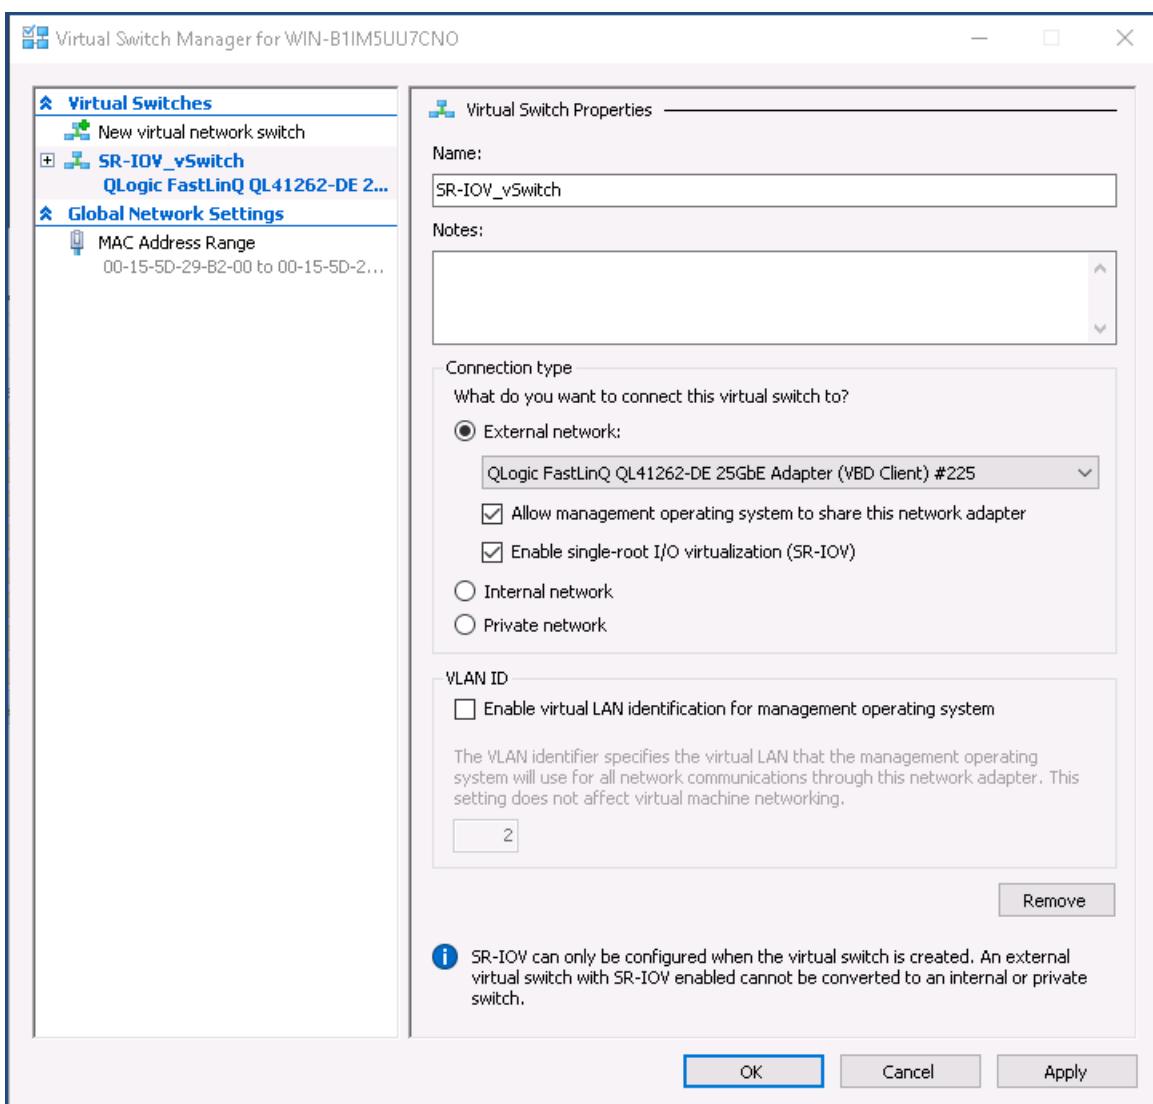 Virtual Switch Manager for WIN-B1IM5UU7CNO
Virtual Switches
New virtual network switch
SR-IOV_vSwitch
QLogic FastLinQ QL41262-DE 2...
Global Network Settings
MAC Address Range
00-15-5D-29-B2-00 to 00-15-5D-2...
Virtual Switch Properties
Name:
SR-IOV_vSwitch
Notes:
Connection type
What do you want to connect this virtual switch to?
External network:
QLogic FastLinQ QL41262-DE 25GbE Adapter (VBD Client) #225
Allow management operating system to share this network adapter
Enable single-root I/O virtualization (SR-IOV)
Internal network
Private network
VLAN ID
Enable virtual LAN identification for management operating system
The VLAN identifier specifies the virtual LAN that the management operating
system will use for all network communications through this network adapter. This
setting does not affect virtual machine networking.
2
Remove
SR-IOV can only be configured when the virtual switch is created. An external
virtual switch with SR-IOV enabled cannot be converted to an internal or private
switch.
OK
Cancel
Apply